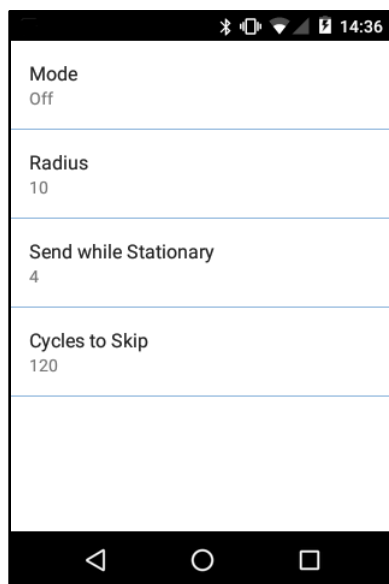 14:36
Mode
Off
Radius
10
Send while Stationary
4
Cycles to Skip
120